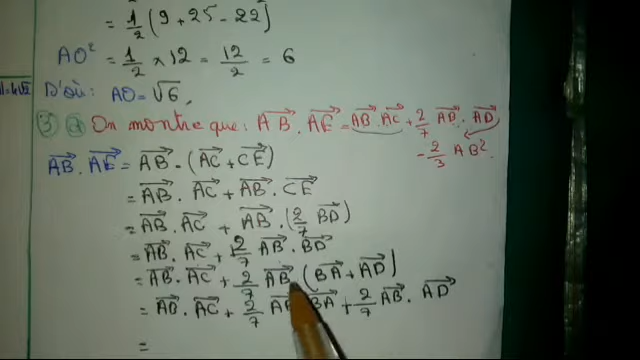 = 1/2 (9 + 25 - 22)
AO² = 1/2 × 12 = 12/2 = 6
D'où : AO = √6,
3) a) On montre que : AB⃗ . AE⃗ = AB⃗ . AC⃗ + 2/7 AB⃗ . AD⃗
- 2/3 AB².
AB⃗ . AE⃗ = AB⃗ . (AC⃗ + CE⃗)
= AB⃗ . AC⃗ + AB⃗ . CE⃗
= AB⃗ . AC⃗ + AB⃗ . (2/7 BD⃗)
= AB⃗ . AC⃗ + 2/7 AB⃗ . BD⃗
= AB⃗ . AC⃗ + 2/7 AB⃗ (BA⃗ + AD⃗)
= AB⃗ . AC⃗ + 2/7 AB⃗ BA⃗ + 2/7 AB⃗ . AD⃗
=